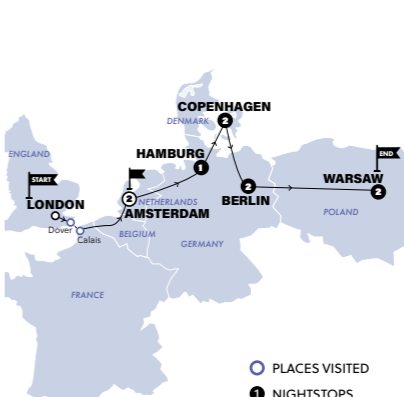 COPENHAGEN
2
DENMARK
HAMBURG
1
ENGLAND
START
END
WARSAW
2
LONDON
Dover
Calais
2
NETHERLANDS
AMSTERDAM
BELGIUM
2
BERLIN
POLAND
GERMANY
FRANCE
PLACES VISITED
1 NIGHTSTOPS